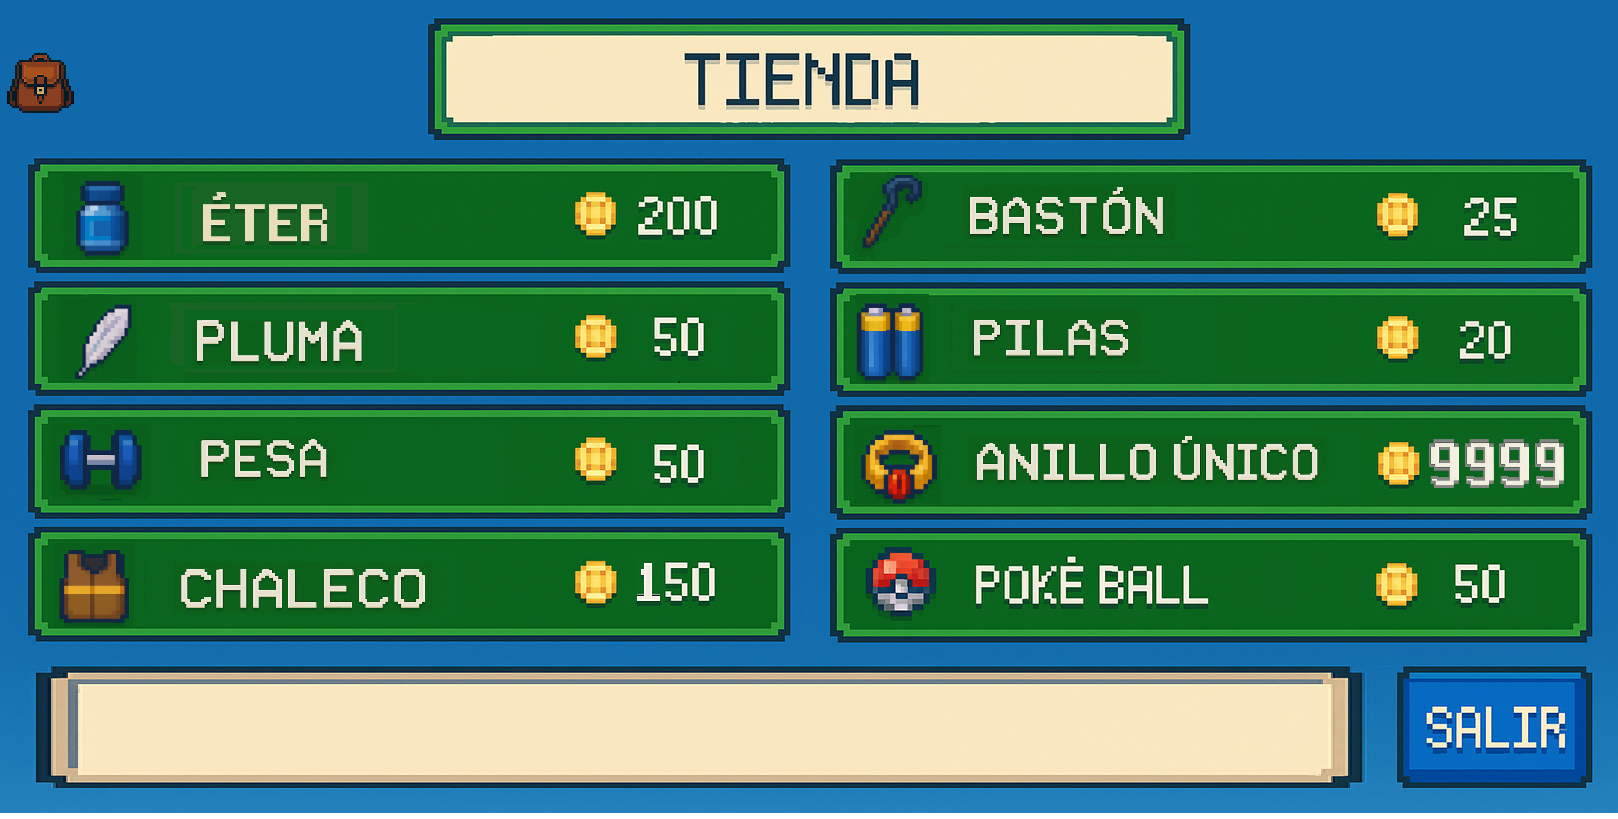 TIENDA
ÉTER 200
BASTÓN 25
PLUMA 50
PILAS 20
PESA 50
ANILLO ÚNICO 9999
CHALECO 150
POKÉ BALL 50
SALIR